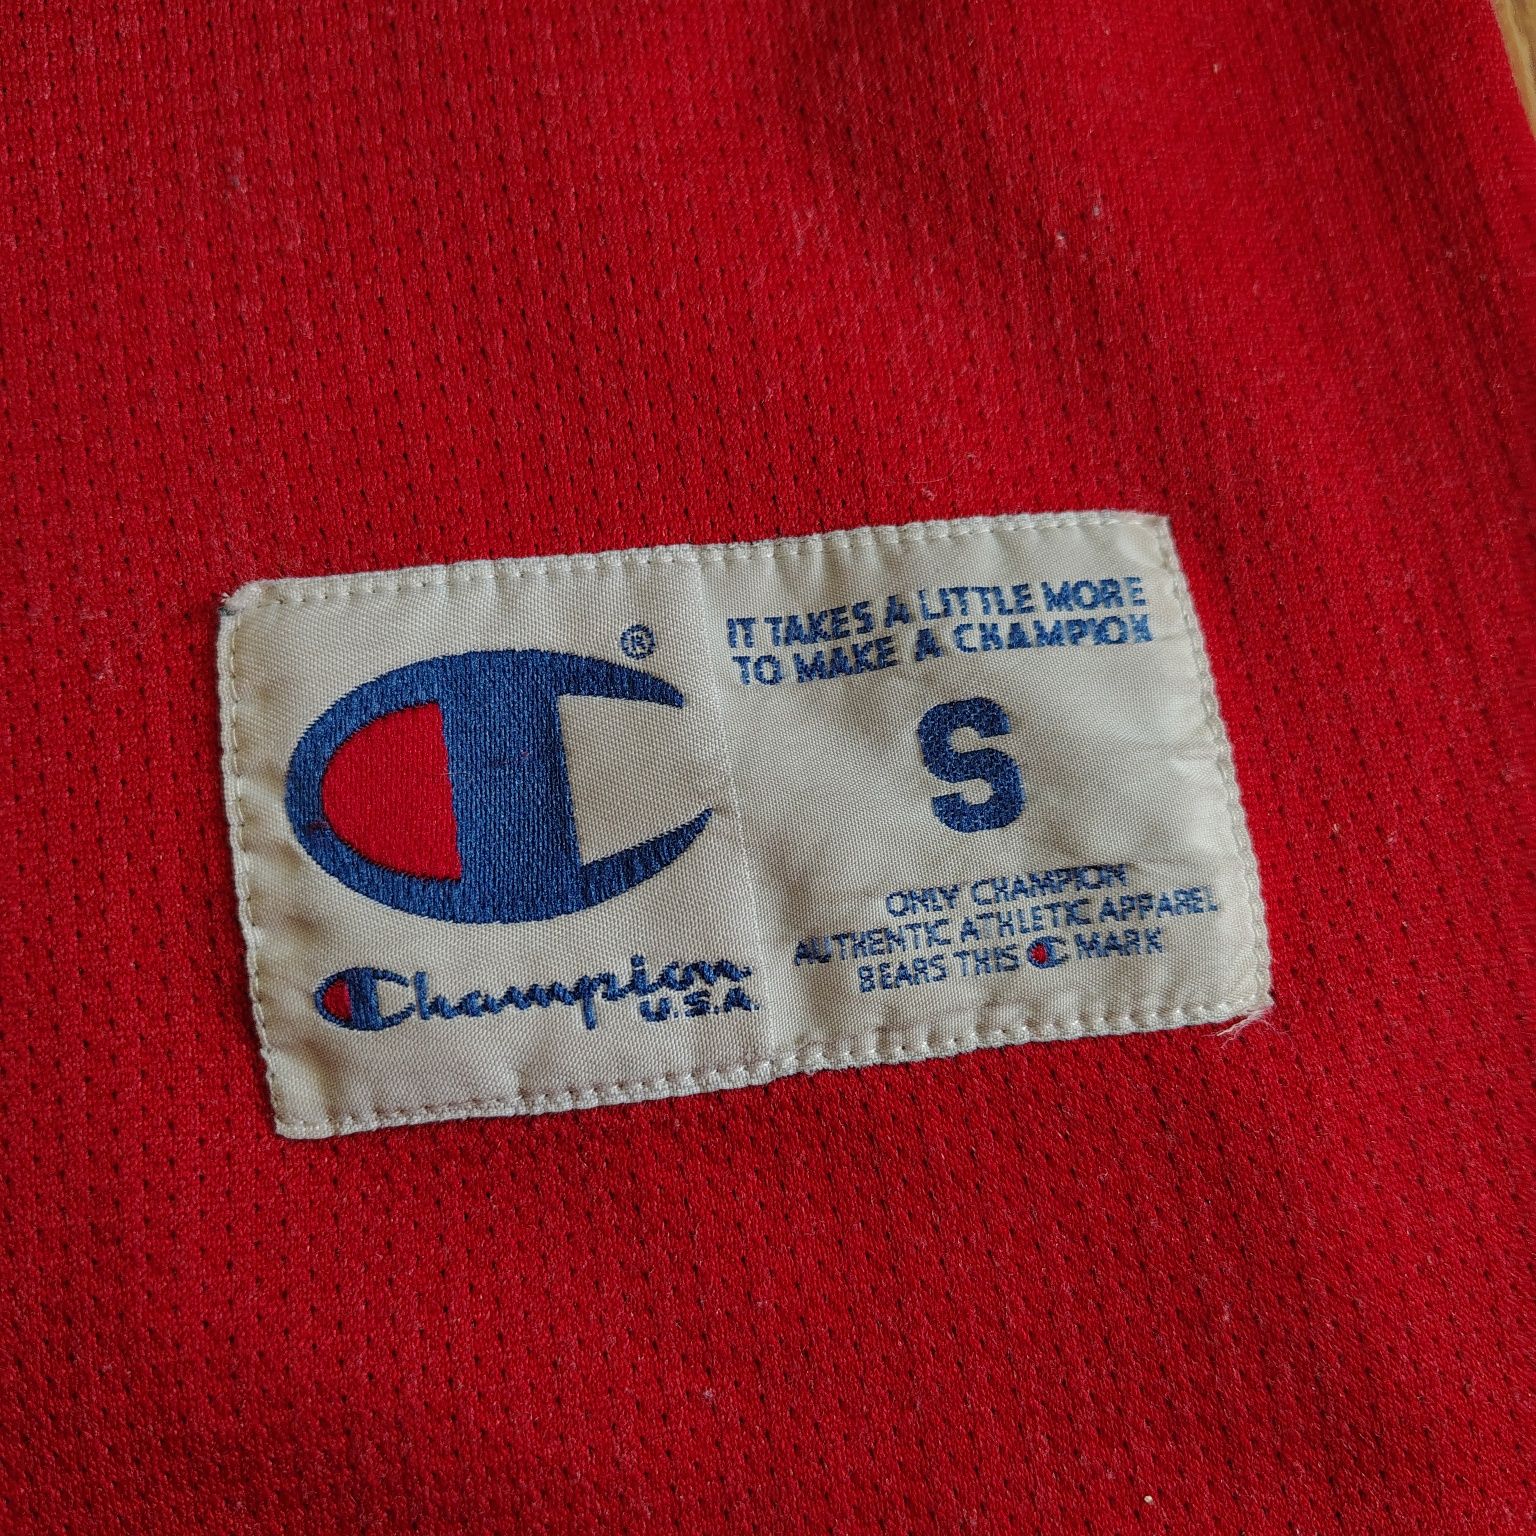 ®
Champion
U.S.A.
IT TAKES A LITTLE MORE
TO MAKE A CHAMPION
S
ONLY CHAMPION
AUTHENTIC ATHLETIC APPAREL
BEARS THIS C MARK